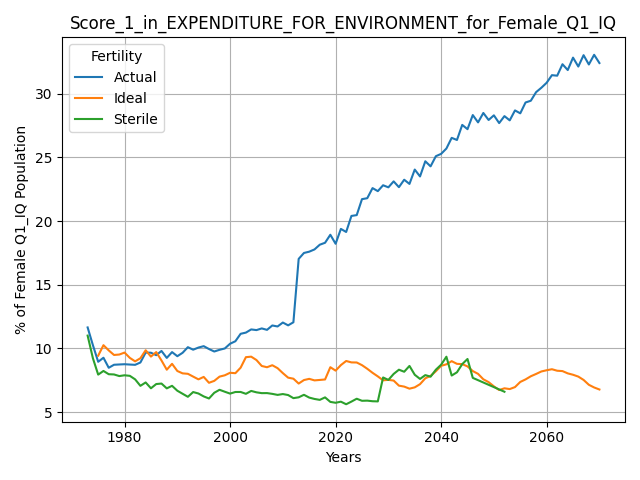 Score_1_in_EXPENDITURE_FOR_ENVIRONMENT_for_Female_Q1_IQ
Fertility
Actual
Ideal
Sterile
% of Female Q1_IQ Population
30
25
20
15
10
5
1980 2000 2020 2040 2060
Years